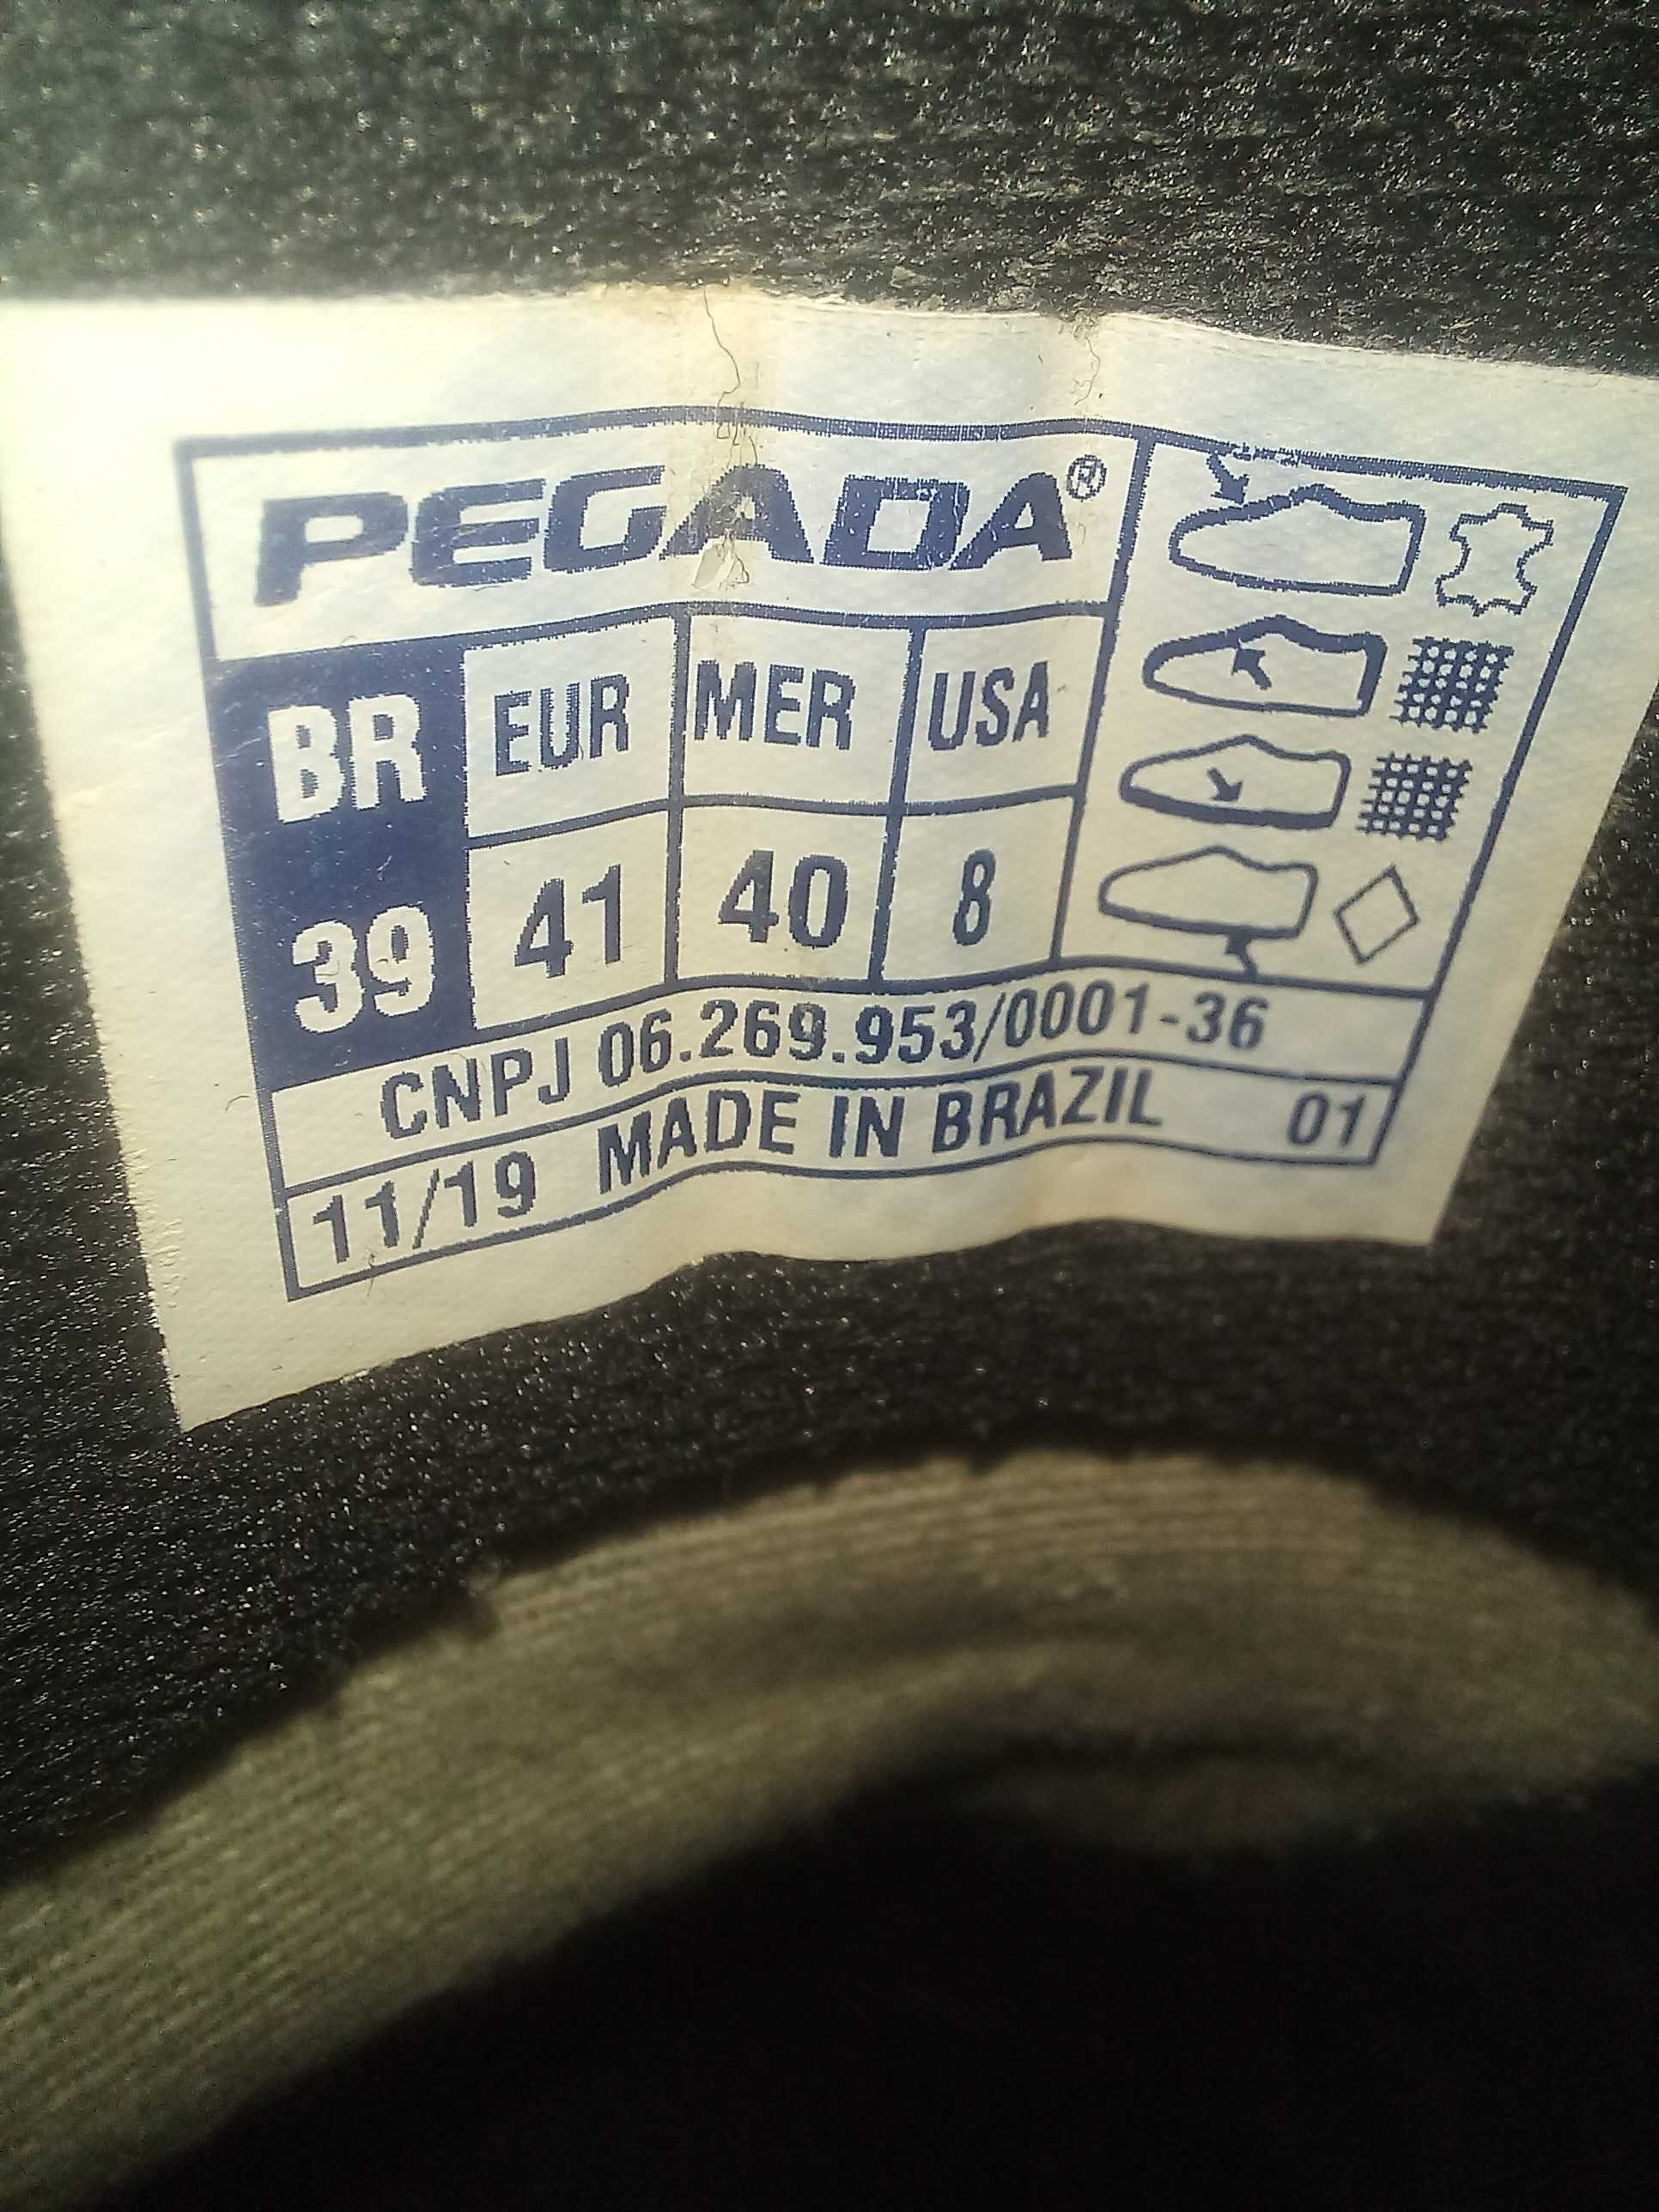 PEGADA®
BR EUR MER USA
39 41 40 8
CNPJ 06.269.953/0001-36
11/19 MADE IN BRAZIL 01